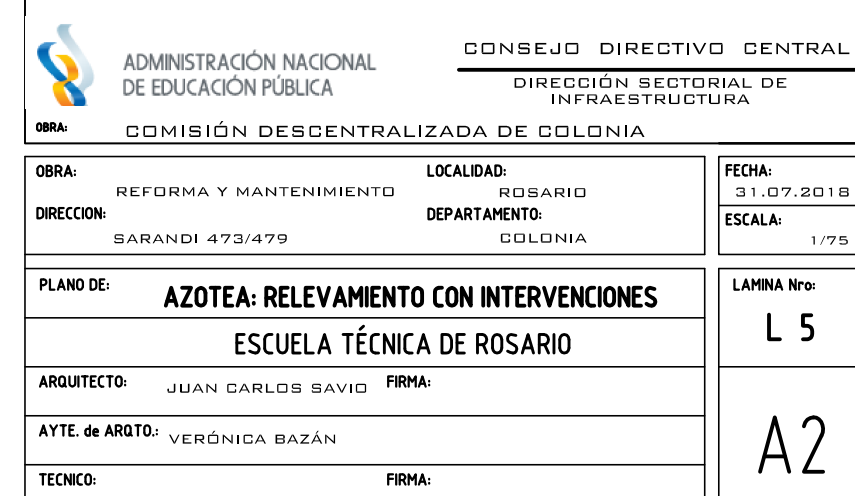 ADMINISTRACIÓN NACIONAL
DE EDUCACIÓN PÚBLICA
CONSEJO DIRECTIVO CENTRAL
DIRECCIÓN SECTORIAL DE
INFRAESTRUCTURA
OBRA: COMISIÓN DESCENTRALIZADA DE COLONIA
OBRA: REFORMA Y MANTENIMIENTO
LOCALIDAD: ROSARIO
DIRECCION: SARANDI 473/479
DEPARTAMENTO: COLONIA
FECHA: 31.07.2018
ESCALA: 1/75
PLANO DE: AZOTEA: RELEVAMIENTO CON INTERVENCIONES
ESCUELA TÉCNICA DE ROSARIO
LAMINA Nro:
L 5
ARQUITECTO: JUAN CARLOS SAVIO FIRMA:
AYTE. de ARQTO.: VERÓNICA BAZÁN
A2
TECNICO: FIRMA: